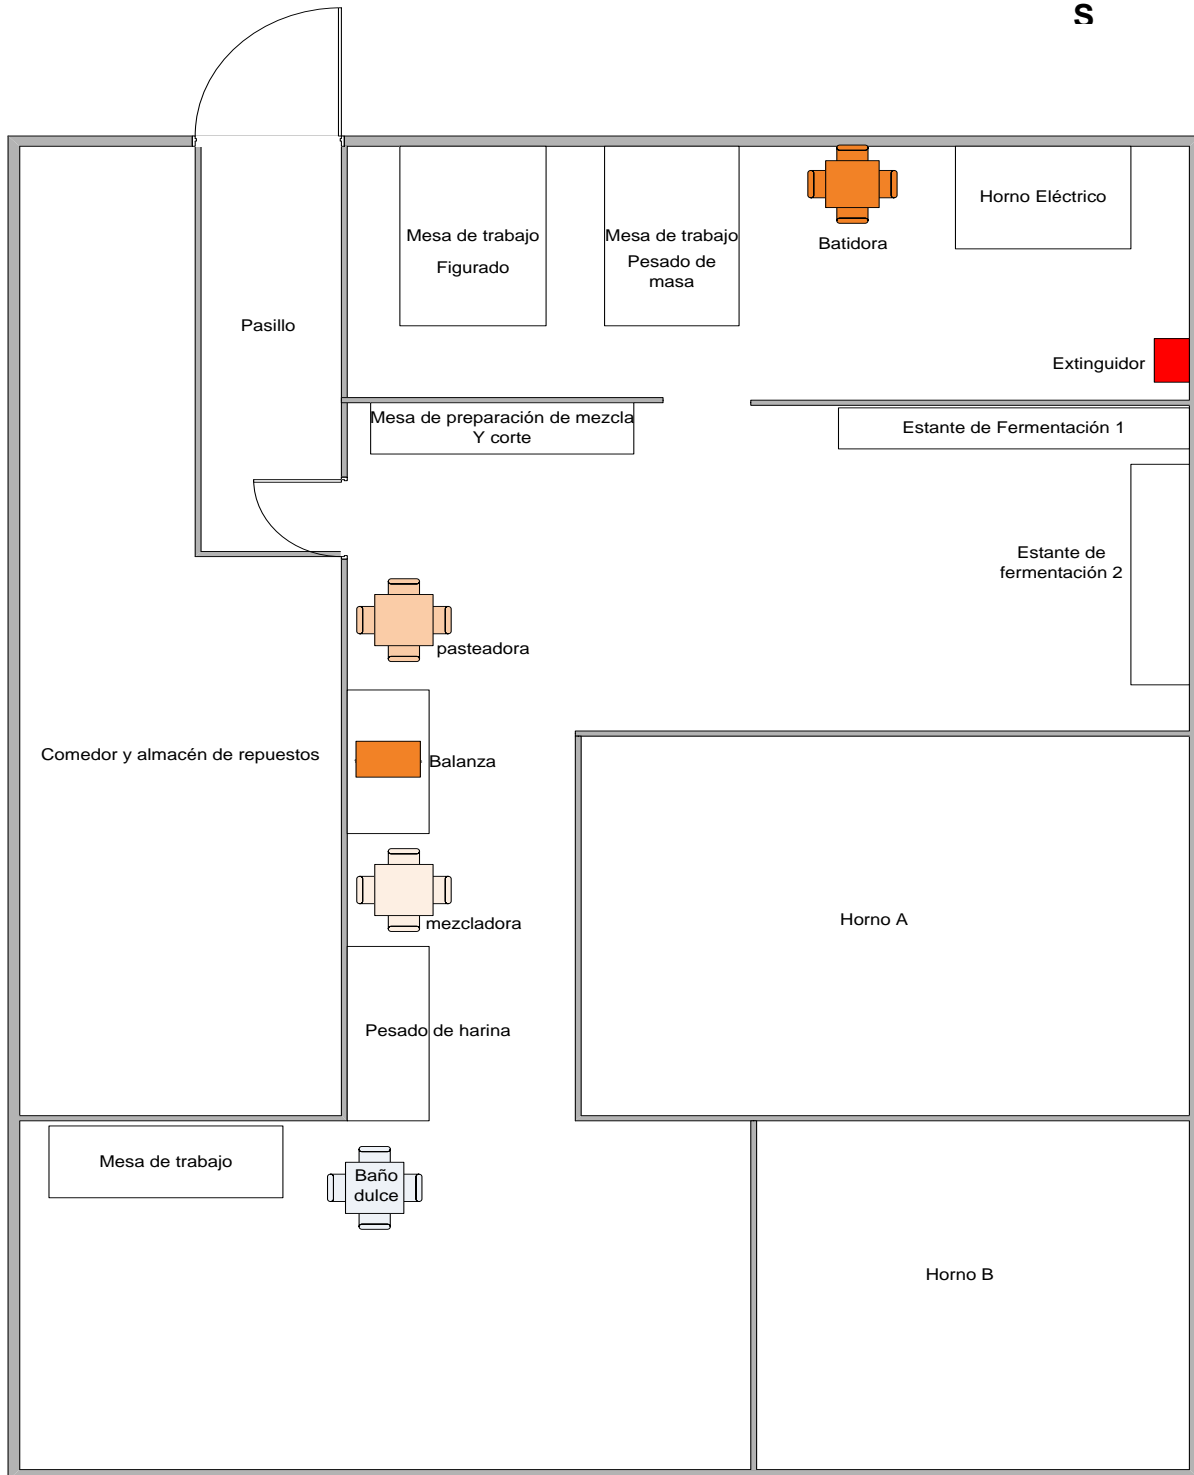 S
Mesa de trabajo
Figurado
Mesa de trabajo
Pesado de
masa
Batidora
Horno Eléctrico
Pasillo
Extinguidor
Mesa de preparación de mezcla
Y corte
Estante de Fermentación 1
Estante de
fermentación 2
pasteadora
Comedor y almacén de repuestos
Balanza
Horno A
mezcladora
Pesado de harina
Mesa de trabajo
Baño
dulce
Horno B